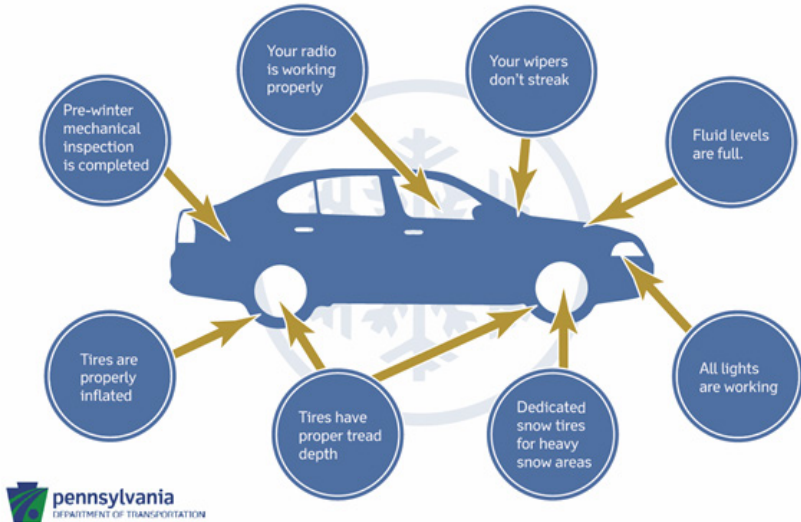 Your radio
is working
properly
Your wipers
don't streak
Pre-winter
mechanical
inspection
is completed
Fluid levels
are full.
Tires are
properly
inflated
Tires have
proper tread
depth
Dedicated
snow tires
for heavy
snow areas
All lights
are working
pennsylvania
DEPARTMENT OF TRANSPORTATION